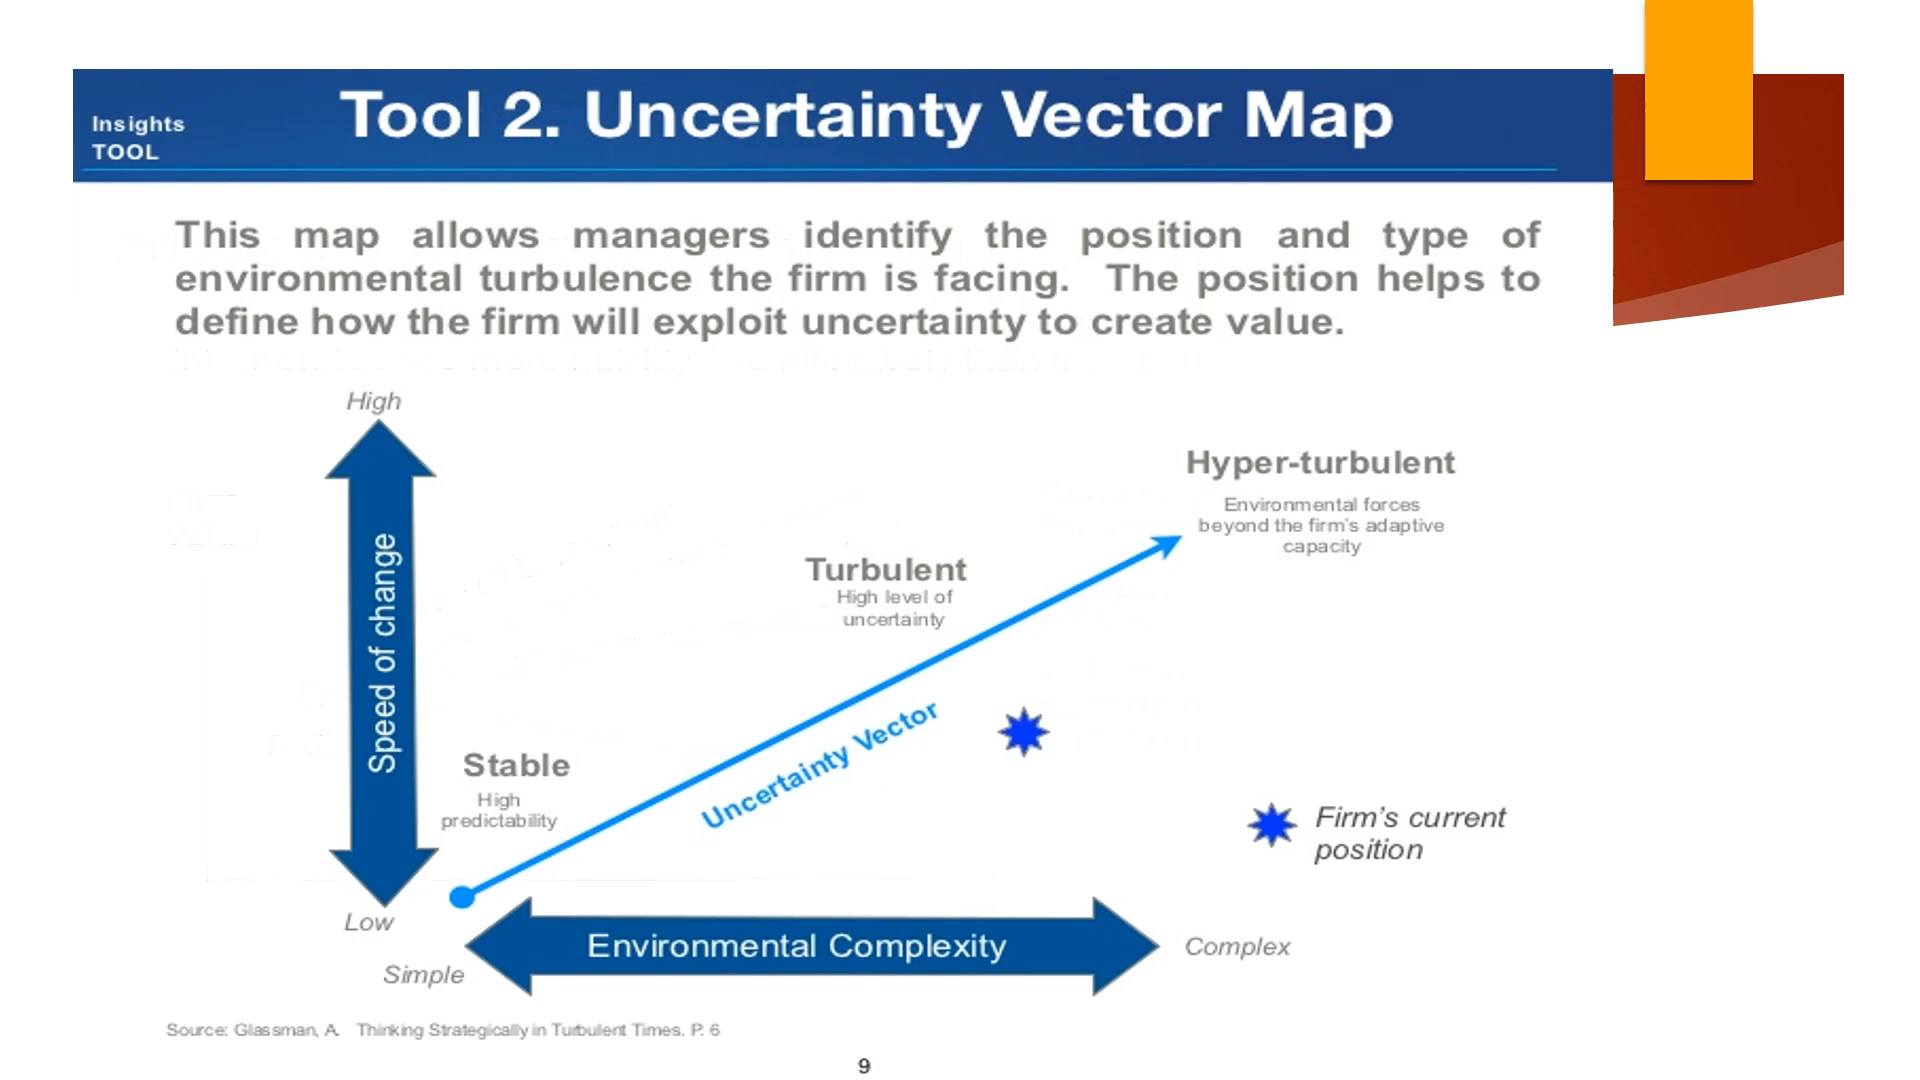 Insights
TOOL
Tool 2. Uncertainty Vector Map
This map allows managers identify the position and type of
environmental turbulence the firm is facing. The position helps to
define how the firm will exploit uncertainty to create value.
High
Speed of change
Low
Hyper-turbulent
Environmental forces
beyond the firm's adaptive
capacity
Turbulent
High level of
uncertainty
Stable
High
predictability
Uncertainty Vector
Firm's current
position
Simple
Environmental Complexity
Complex
Source: Glassman, A. Thinking Strategically in Turbulent Times. P. 6
9